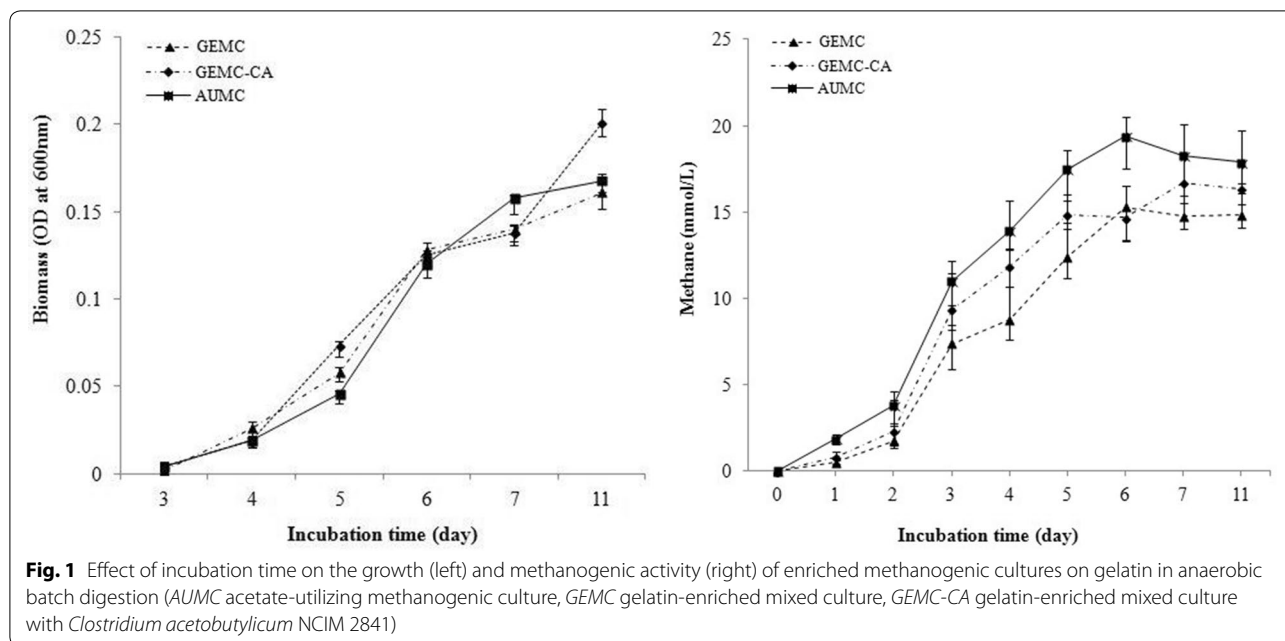 0.25
0.2
0.15
0.1
0.05
0
Biomass (OD at 600nm)
GEMC
GEMC-CA
AUMC
3 4 5 6 7 11
Incubation time (day)
25
20
15
10
5
0
Methane (mmol/L)
GEMC
GEMC-CA
AUMC
0 1 2 3 4 5 6 7 11
Incubation time (day)
Fig. 1 Effect of incubation time on the growth (left) and methanogenic activity (right) of enriched methanogenic cultures on gelatin in anaerobic
batch digestion (AUMC acetate-utilizing methanogenic culture, GEMC gelatin-enriched mixed culture, GEMC-CA gelatin-enriched mixed culture
with Clostridium acetobutylicum NCIM 2841)